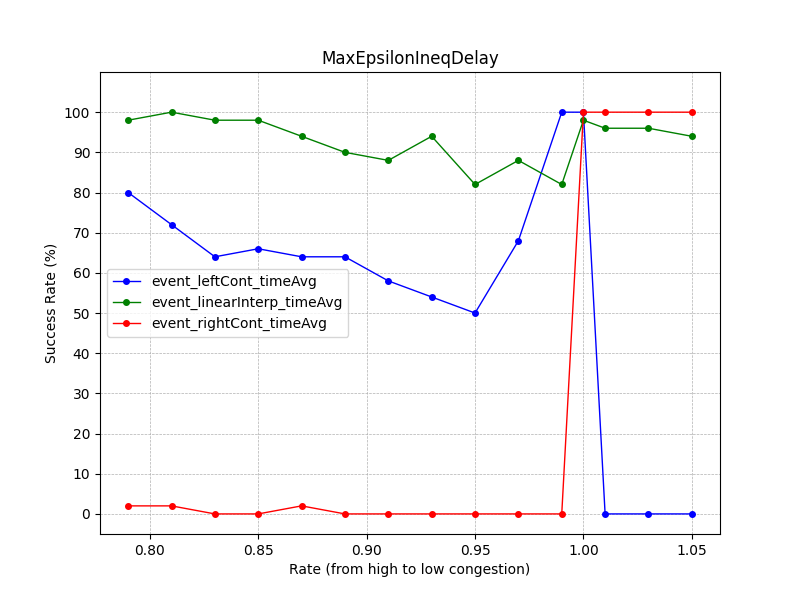 MaxEpsilonIneqDelay
Success Rate (%)
100
90
80
70
60
50
40
30
20
10
0
event_leftCont_timeAvg
event_linearInterp_timeAvg
event_rightCont_timeAvg
0.80 0.85 0.90 0.95 1.00 1.05
Rate (from high to low congestion)